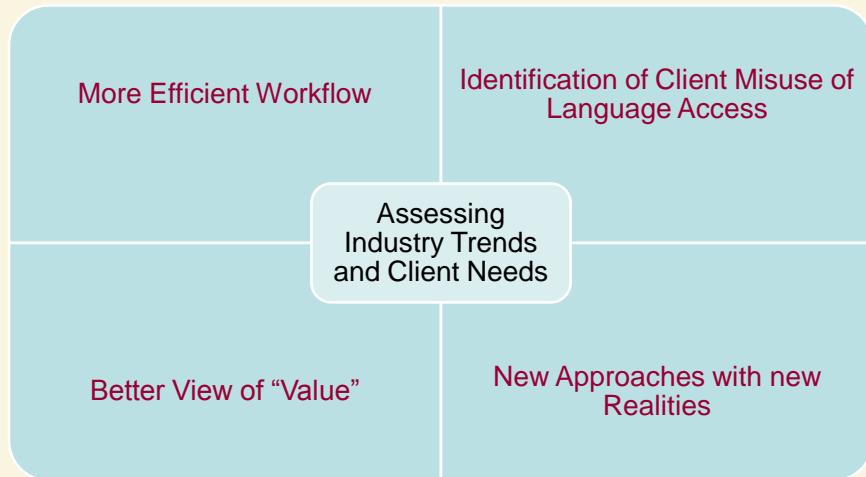 More Efficient Workflow
Identification of Client Misuse of
Language Access
Assessing
Industry Trends
and Client Needs
Better View of “Value”
New Approaches with new
Realities